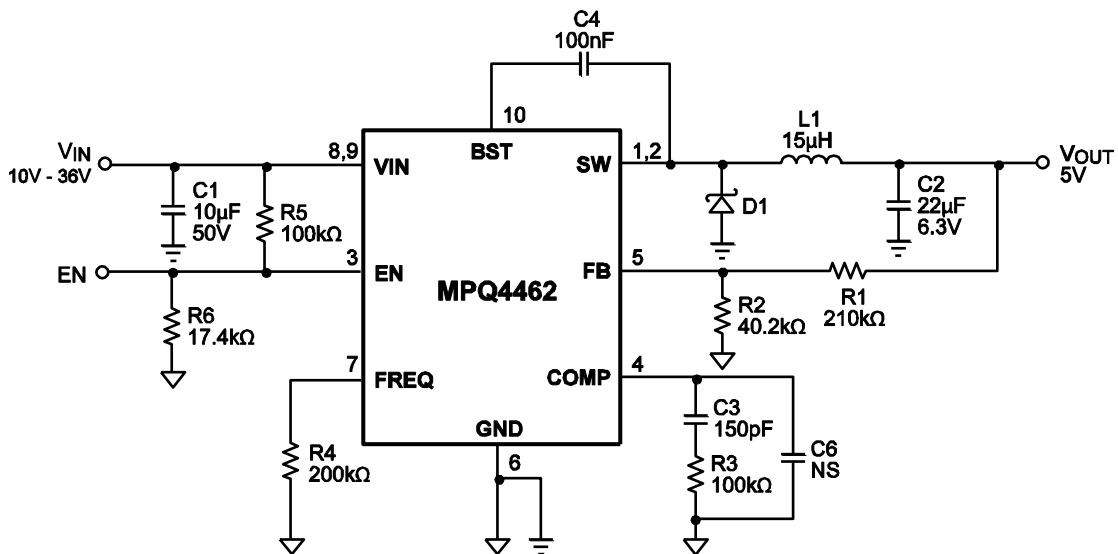 C4
100nF
10
BST
VIN
10V - 36V
8,9
VIN
SW
1,2
L1
15µH
VOUT
5V
C1
10µF
50V
R5
100kΩ
D1
C2
22µF
6.3V
EN
3
EN
MPQ4462
FB
5
R6
17.4kΩ
R2
40.2kΩ
R1
210kΩ
7
FREQ
COMP
4
GND
6
R4
200kΩ
C3
150pF
R3
100kΩ
C6
NS